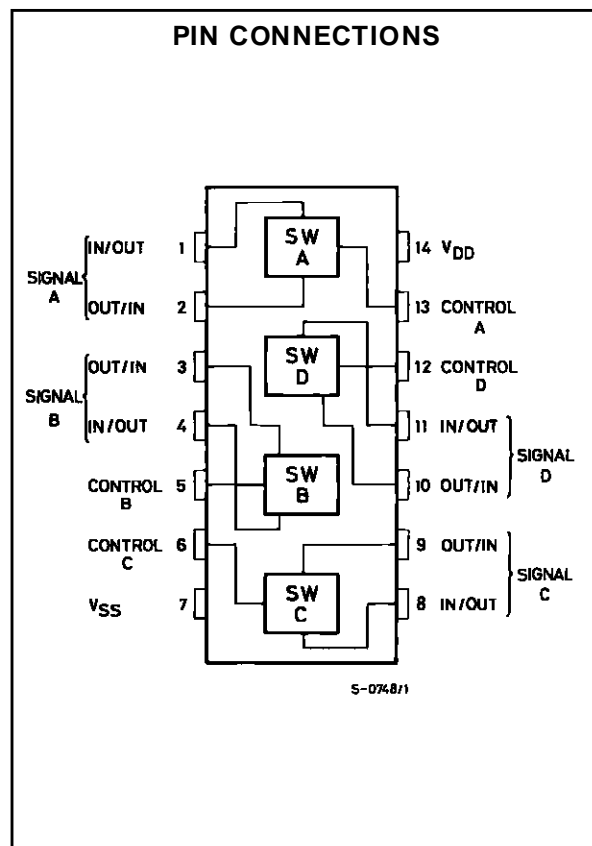 PIN CONNECTIONS
SIGNAL A
IN/OUT 1
OUT/IN 2
SIGNAL B
OUT/IN 3
IN/OUT 4
CONTROL B 5
CONTROL C 6
VSS 7
SW A
SW D
SW B
SW C
14 VDD
13 CONTROL A
12 CONTROL D
11 IN/OUT
10 OUT/IN
SIGNAL D
9 OUT/IN
8 IN/OUT
SIGNAL C
S-0748/1